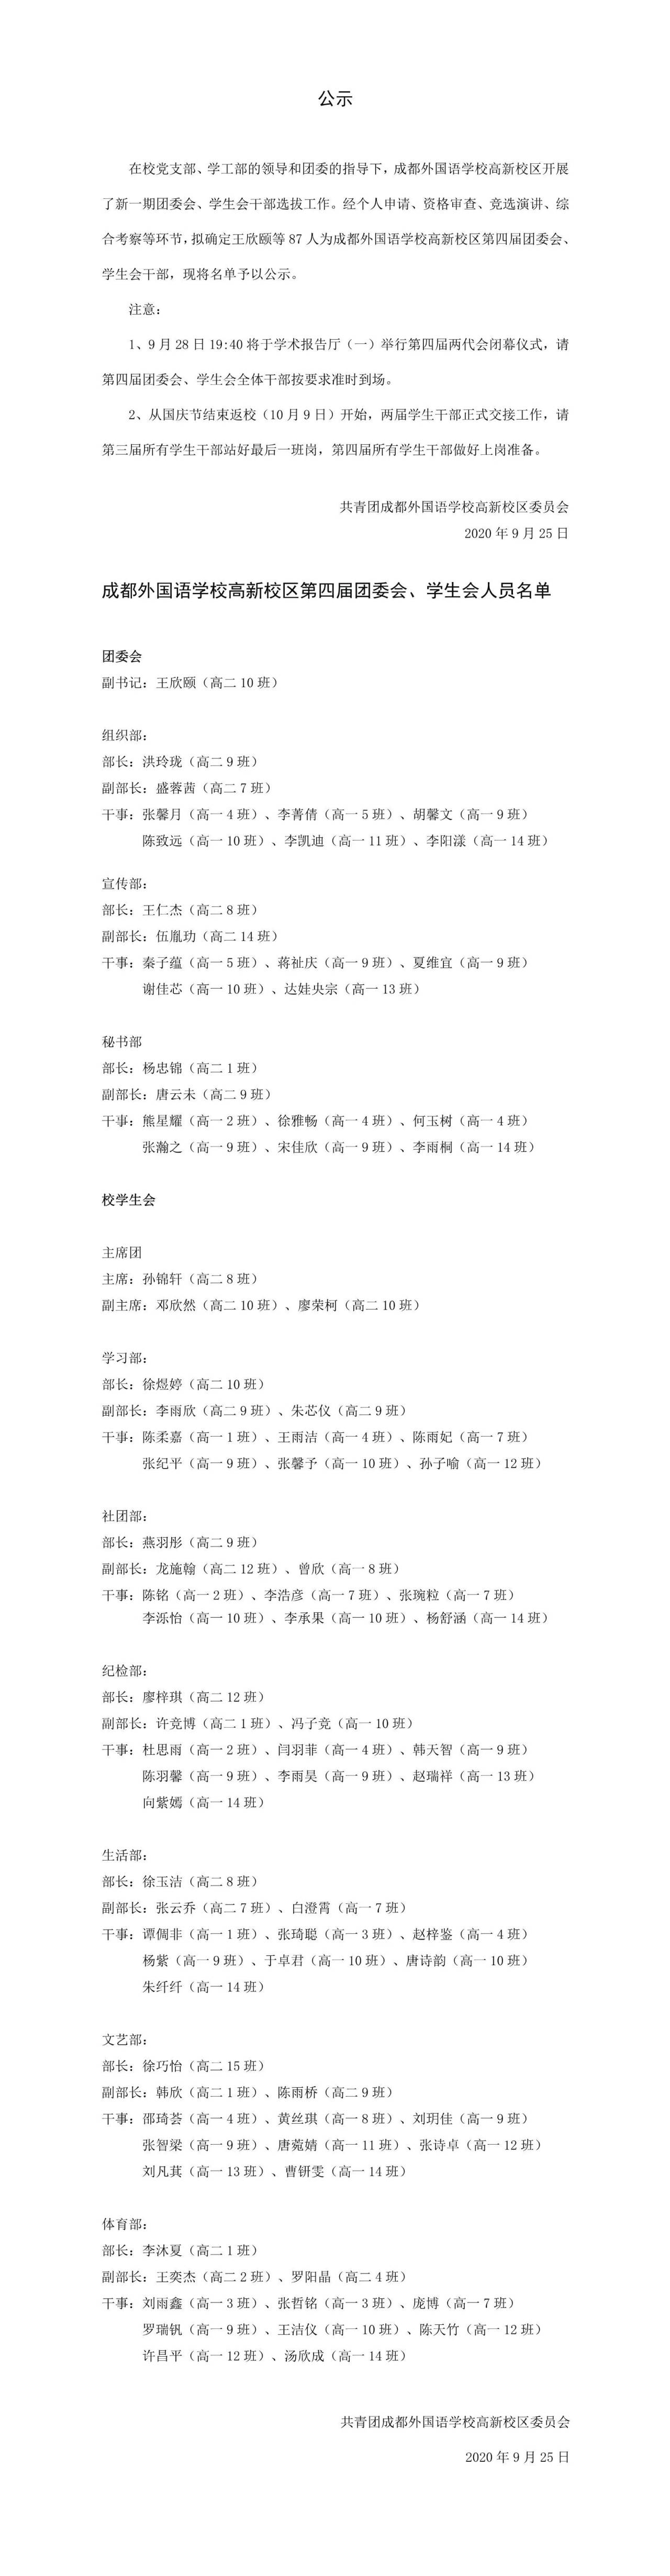 公示
在校党支部、学工部的领导和团委的指导下，成都外国语学校高新校区开展
了新一期团委会、学生会干部选拔工作。经个人申请、资格审查、竞选演讲、综
合考察等环节，拟确定王欣颐等 87 人为成都外国语学校高新校区第四届团委会、
学生会干部，现将名单予以公示。
注意：
1、9 月 28 日 19:40 将于学术报告厅（一）举行第四届两代会闭幕仪式，请
第四届团委会、学生会全体干部按要求准时到场。
2、从国庆节结束返校（10 月 9 日）开始，两届学生干部正式交接工作，请
第三届所有学生干部站好最后一班岗，第四届所有学生干部做好上岗准备。
共青团成都外国语学校高新校区委员会
2020 年 9 月 25 日
成都外国语学校高新校区第四届团委会、学生会人员名单
团委会
副书记：王欣颐（高二 10 班）
组织部：
部长：洪玲珑（高二 9 班）
副部长：盛蓉茜（高二 7 班）
干事：张馨月（高一 4 班）、李菁倩（高一 5 班）、胡馨文（高一 9 班）
陈致远（高一 10 班）、李凯迪（高一 11 班）、李阳漾（高一 14 班）
宣传部：
部长：王仁杰（高二 8 班）
副部长：伍胤玏（高二 14 班）
干事：秦子蕴（高一 5 班）、蒋祉庆（高一 9 班）、夏维宜（高一 9 班）
谢佳芯（高一 10 班）、达娃央宗（高一 13 班）
秘书部
部长：杨忠锦（高二 1 班）
副部长：唐云未（高二 9 班）
干事：熊星耀（高一 2 班）、徐雅畅（高一 4 班）、何玉树（高一 4 班）
张瀚之（高一 9 班）、宋佳欣（高一 9 班）、李雨桐（高一 14 班）
校学生会
主席团
主席：孙锦轩（高二 8 班）
副主席：邓欣然（高二 10 班）、廖荣柯（高二 10 班）
学习部：
部长：徐煜婷（高二 10 班）
副部长：李雨欣（高二 9 班）、朱芯仪（高二 9 班）
干事：陈柔嘉（高一 1 班）、王雨洁（高一 4 班）、陈雨妃（高一 7 班）
张纪平（高一 9 班）、张馨予（高一 10 班）、孙子喻（高一 12 班）
社团部：
部长：燕羽彤（高二 9 班）
副部长：龙施翰（高二 12 班）、曾欣（高一 8 班）
干事：陈铭（高一 2 班）、李浩彦（高一 7 班）、张琬粒（高一 7 班）
李泺怡（高一 10 班）、李承果（高一 10 班）、杨舒涵（高一 14 班）
纪检部：
部长：廖梓琪（高二 12 班）
副部长：许竞博（高二 1 班）、冯子竞（高一 10 班）
干事：杜思雨（高一 2 班）、闫羽菲（高一 4 班）、韩天智（高一 9 班）
陈羽馨（高一 9 班）、李雨昊（高一 9 班）、赵瑞祥（高一 13 班）
向紫嫣（高一 14 班）
生活部：
部长：徐玉洁（高二 8 班）
副部长：张云乔（高二 7 班）、白澄霄（高一 7 班）
干事：谭倜非（高一 1 班）、张琦聪（高一 3 班）、赵梓鉴（高一 4 班）
杨紫（高一 9 班）、于卓君（高一 10 班）、唐诗韵（高一 10 班）
朱纤纤（高一 14 班）
文艺部：
部长：徐巧怡（高二 15 班）
副部长：韩欣（高二 1 班）、陈雨桥（高二 9 班）
干事：邵琦荟（高一 4 班）、黄丝琪（高一 8 班）、刘玥佳（高一 9 班）
张智梁（高一 9 班）、唐菀婧（高一 11 班）、张诗卓（高一 12 班）
刘凡萁（高一 13 班）、曹钘雯（高一 14 班）
体育部：
部长：李沐夏（高二 1 班）
副部长：王奕杰（高二 2 班）、罗阳晶（高二 4 班）
干事：刘雨鑫（高一 3 班）、张哲铭（高一 3 班）、庞博（高一 7 班）
罗瑞钒（高一 9 班）、王洁仪（高一 10 班）、陈天竹（高一 12 班）
许昌平（高一 12 班）、汤欣成（高一 14 班）
共青团成都外国语学校高新校区委员会
2020 年 9 月 25 日